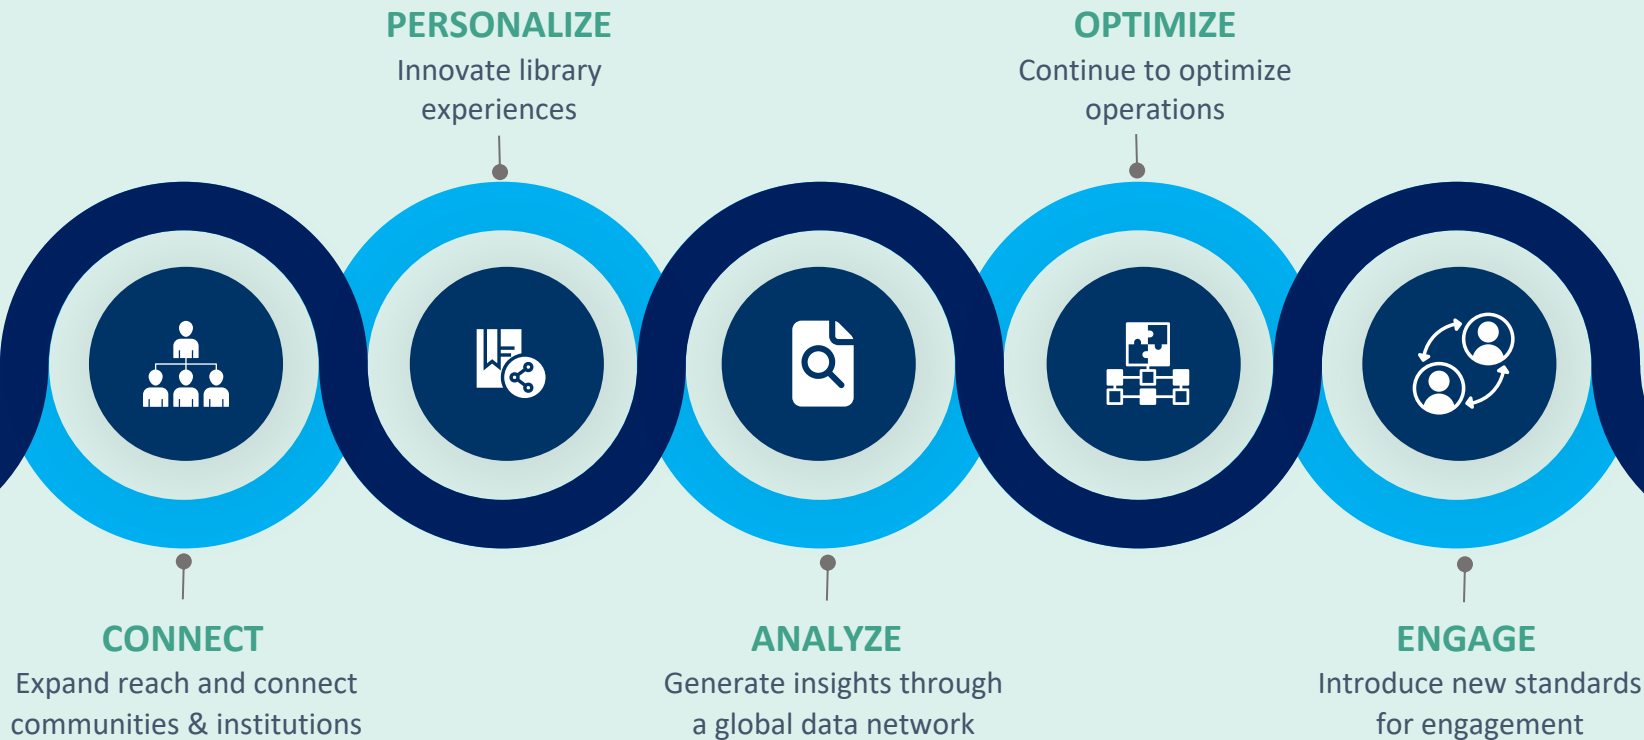 PERSONALIZE
Innovate library
experiences
OPTIMIZE
Continue to optimize
operations
CONNECT
Expand reach and connect
communities & institutions
ANALYZE
Generate insights through
a global data network
ENGAGE
Introduce new standards
for engagement